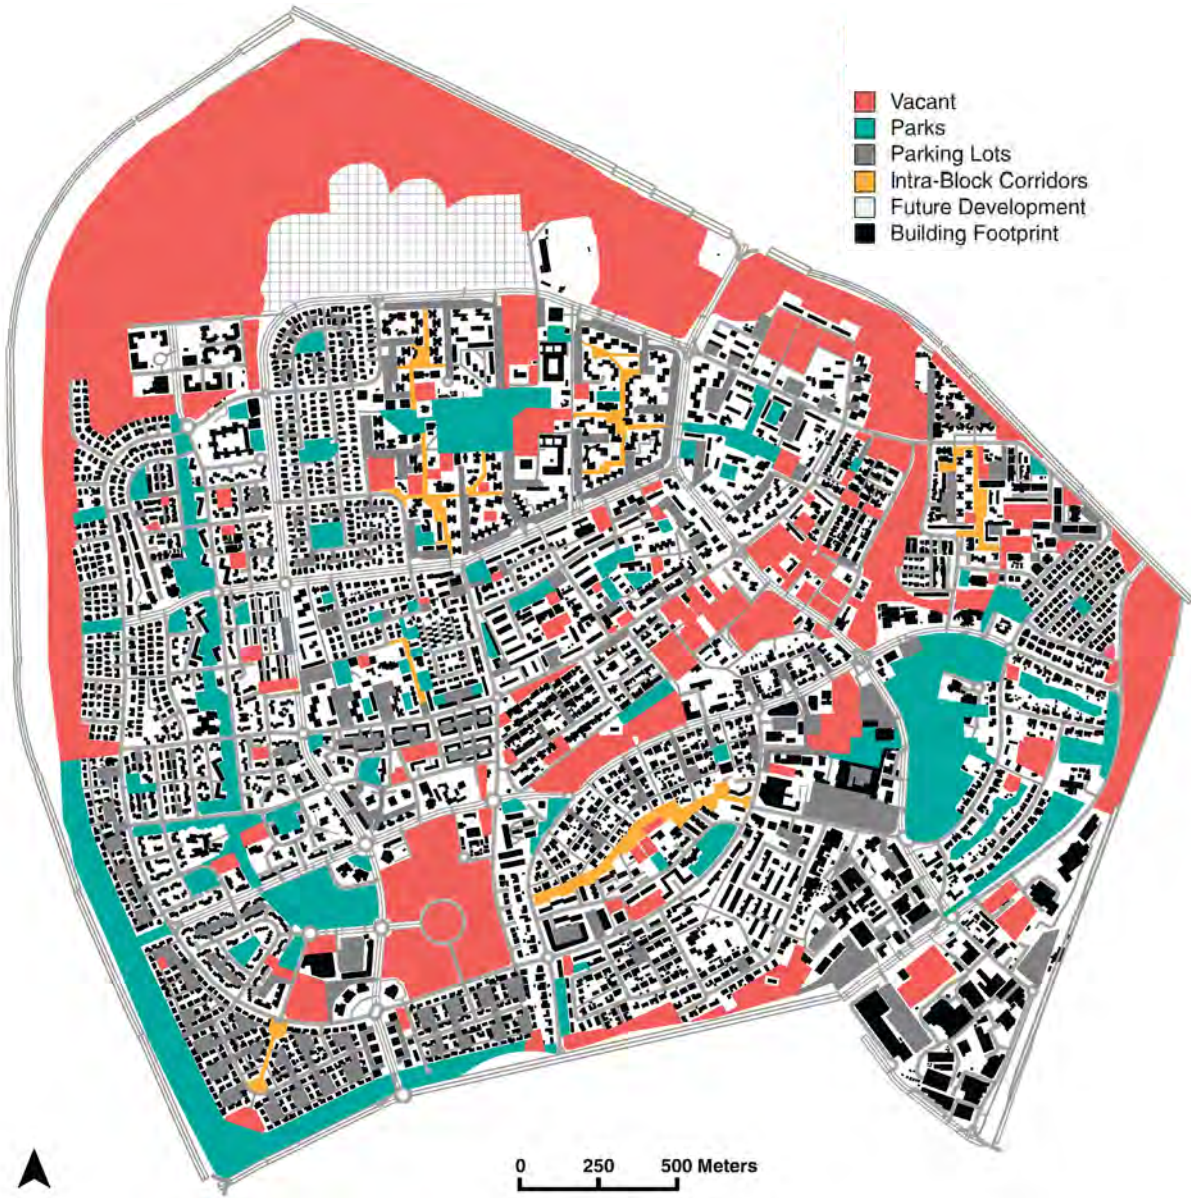 Vacant
Parks
Parking Lots
Intra-Block Corridors
Future Development
Building Footprint
0 250 500 Meters